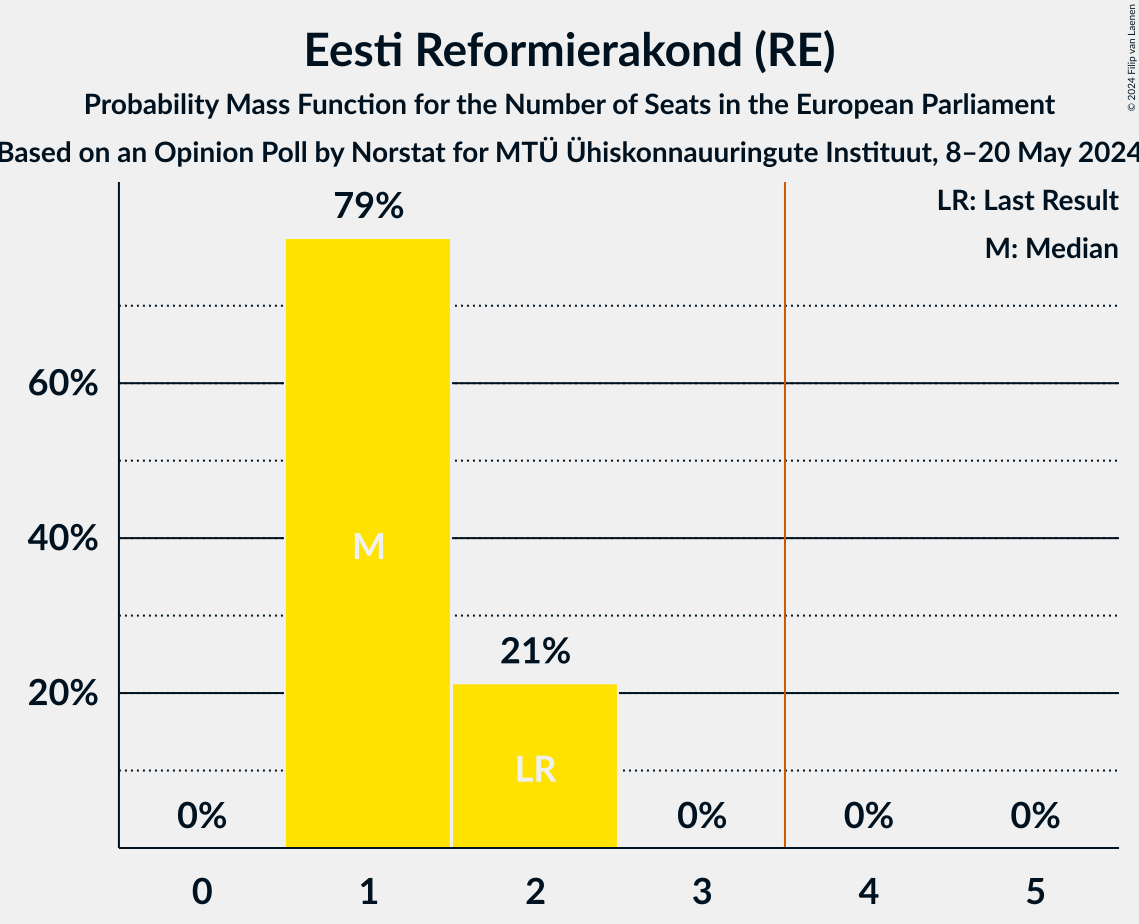 Eesti Reformierakond (RE)
Probability Mass Function for the Number of Seats in the European Parliament
Based on an Opinion Poll by Norstat for MTÜ Ühiskonnauuringute Instituut, 8–20 May 2024
© 2024 Filip van Laenen
LR: Last Result
M: Median
79%
60%
M
40%
21%
20%
LR
0%
0%
0%
0%
0
1
2
3
4
5